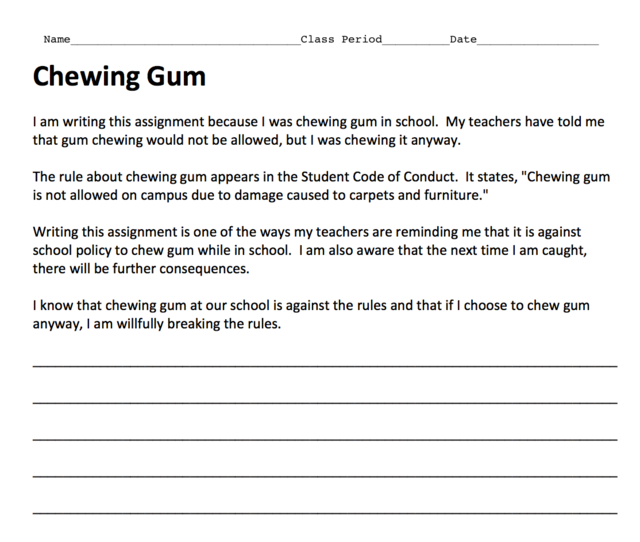 Name__________________________________Class Period__________Date__________________
Chewing Gum
I am writing this assignment because I was chewing gum in school.  My teachers have told me
that gum chewing would not be allowed, but I was chewing it anyway.
The rule about chewing gum appears in the Student Code of Conduct.  It states, "Chewing gum
is not allowed on campus due to damage caused to carpets and furniture."
Writing this assignment is one of the ways my teachers are reminding me that it is against
school policy to chew gum while in school.  I am also aware that the next time I am caught,
there will be further consequences.
I know that chewing gum at our school is against the rules and that if I choose to chew gum
anyway, I am willfully breaking the rules.